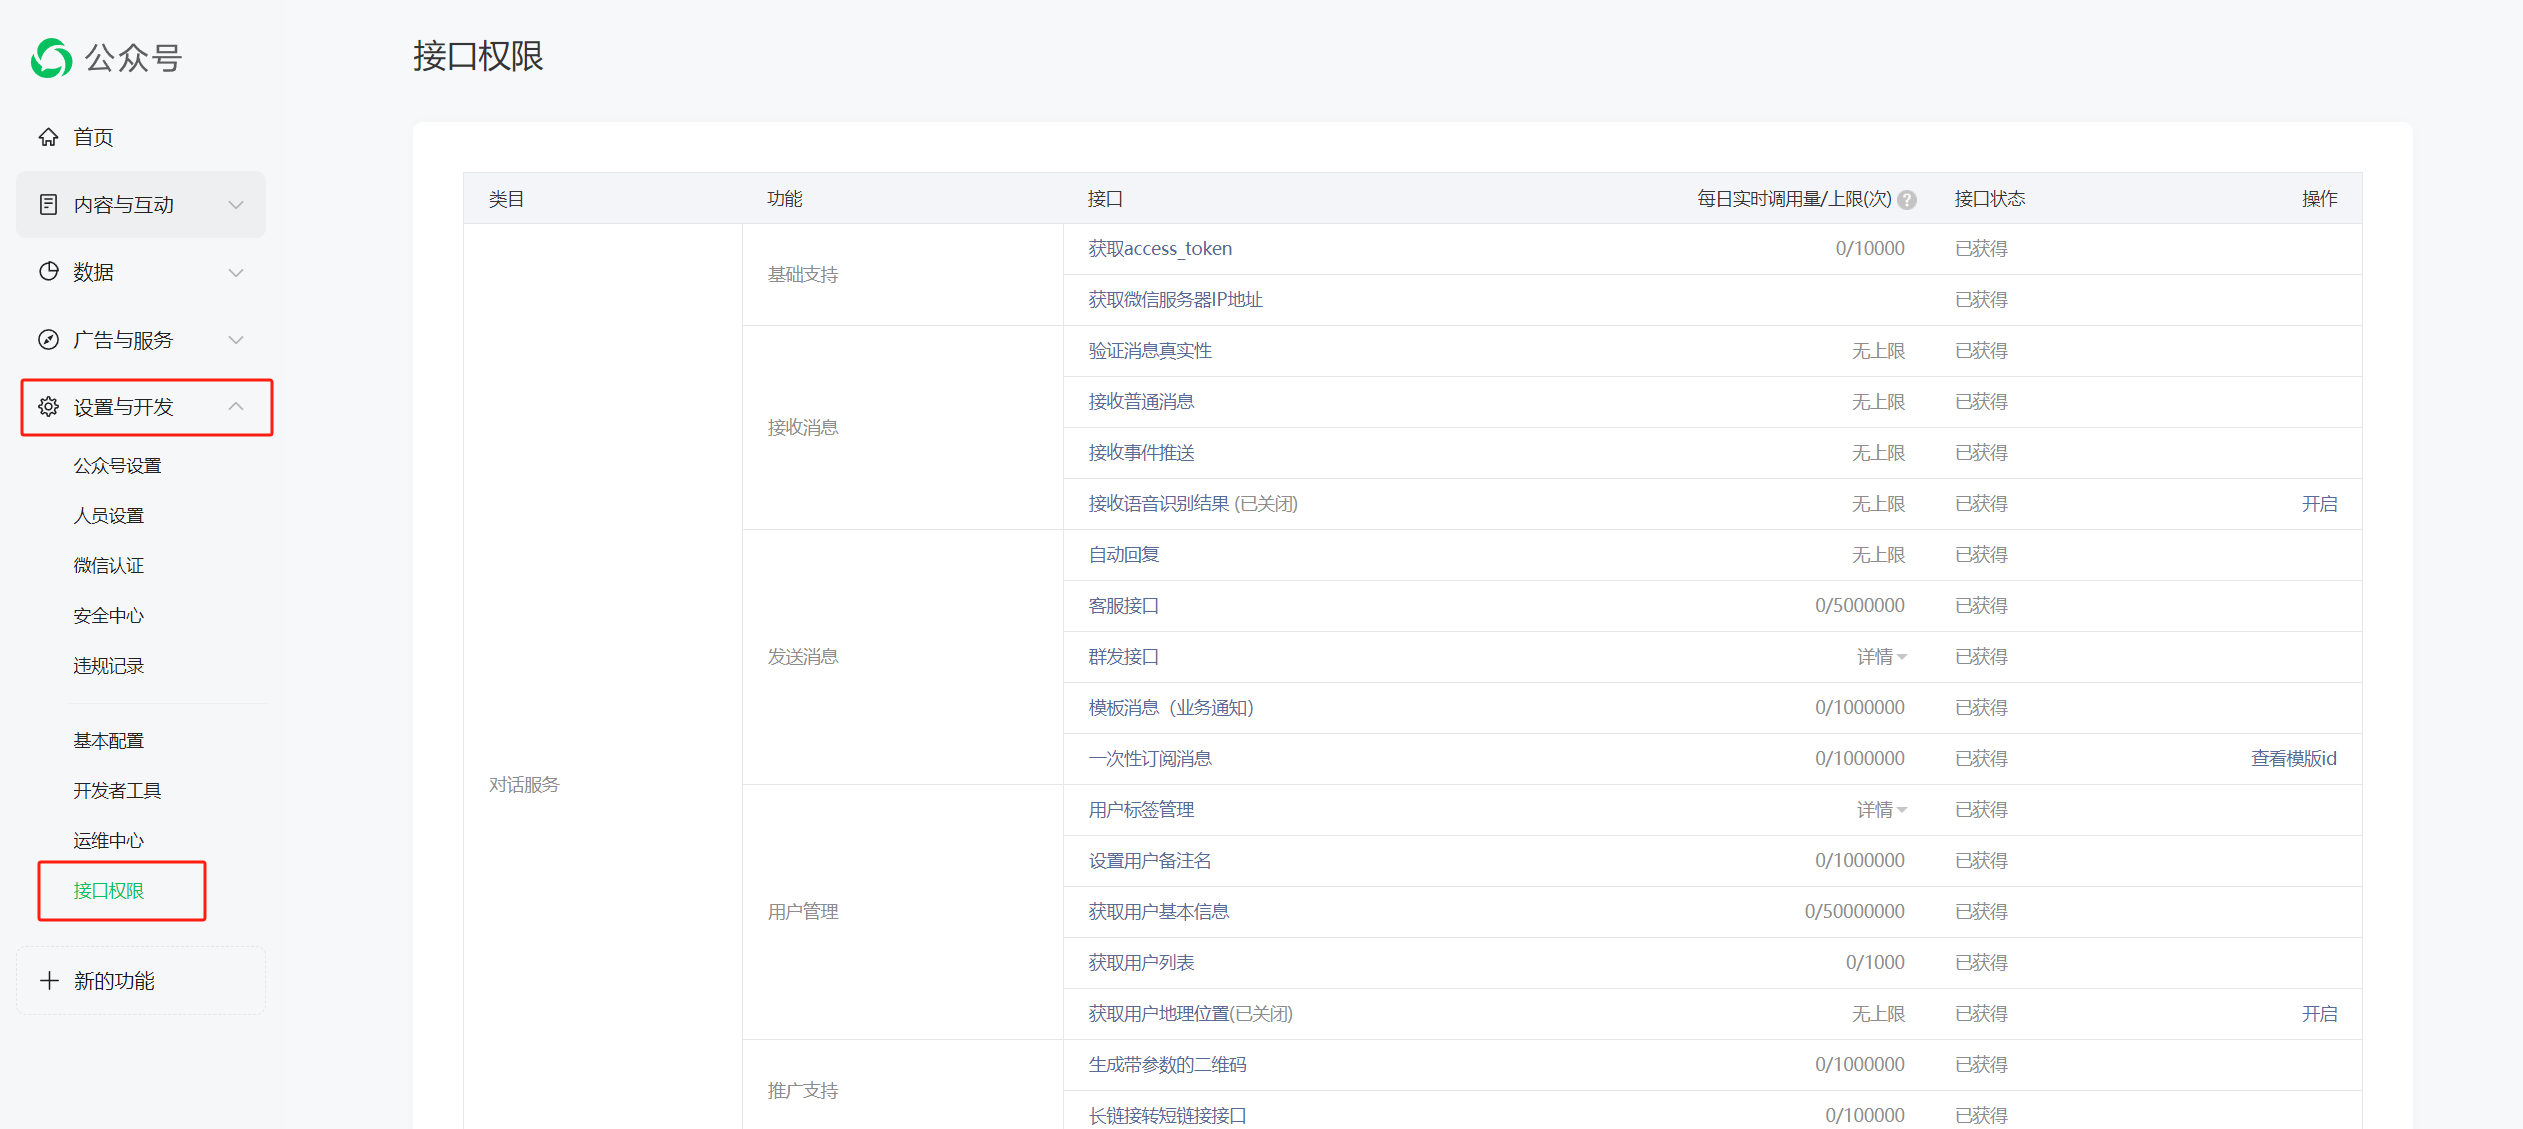 公众号
首页
内容与互动
数据
广告与服务
设置与开发
公众号设置
人员设置
微信认证
安全中心
违规记录
基本配置
开发者工具
运维中心
接口权限
新的功能
接口权限
类目 功能 接口 每日实时调用量/上限(次) ? 接口状态 操作
对话服务
基础支持
获取access_token 0/10000 已获得
获取微信服务器IP地址 已获得
接收消息
验证消息真实性 无上限 已获得
接收普通消息 无上限 已获得
接收事件推送 无上限 已获得
接收语音识别结果 (已关闭) 无上限 已获得 开启
发送消息
自动回复 无上限 已获得
客服接口 0/5000000 已获得
群发接口 详情 已获得
模板消息（业务通知） 0/1000000 已获得
一次性订阅消息 0/1000000 已获得 查看模版id
用户管理
用户标签管理 详情 已获得
设置用户备注名 0/1000000 已获得
获取用户基本信息 0/50000000 已获得
获取用户列表 0/1000 已获得
获取用户地理位置(已关闭) 无上限 已获得 开启
推广支持
生成带参数的二维码 0/1000000 已获得
长链接转短链接接口 0/100000 已获得